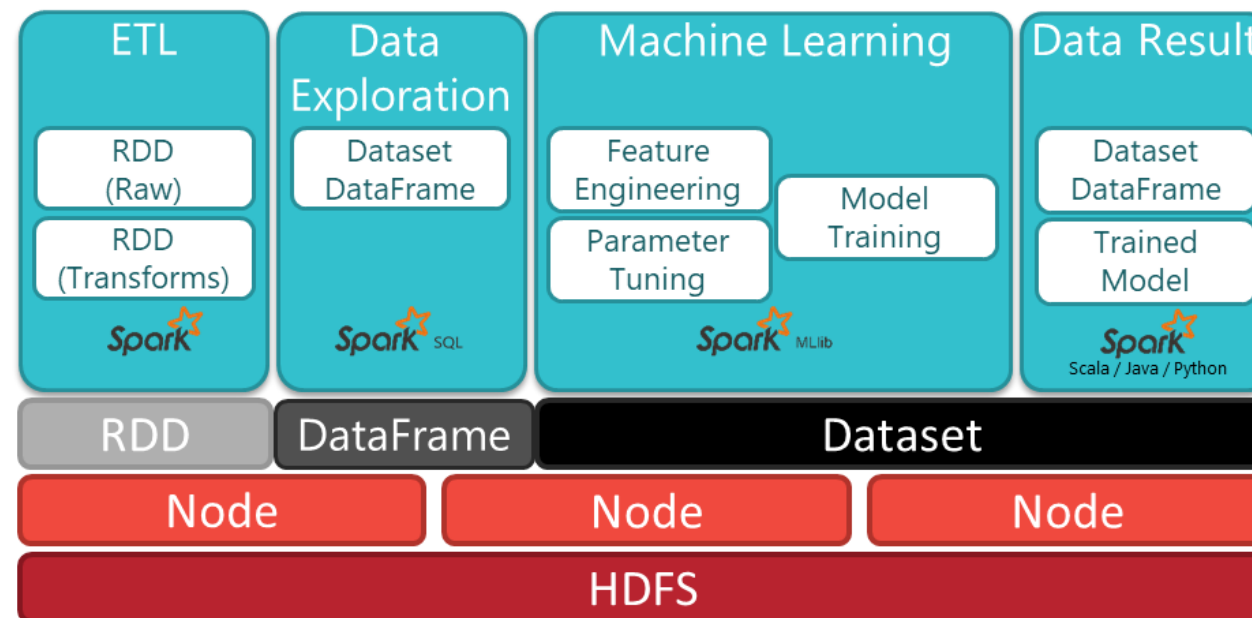 ETL
RDD
(Raw)
RDD
(Transforms)
Spark
Data
Exploration
Dataset
DataFrame
Spark SQL
Machine Learning
Feature
Engineering
Parameter
Tuning
Model
Training
Spark MLlib
Data Result
Dataset
DataFrame
Trained
Model
Spark
Scala / Java / Python
RDD
DataFrame
Dataset
Node
Node
Node
HDFS